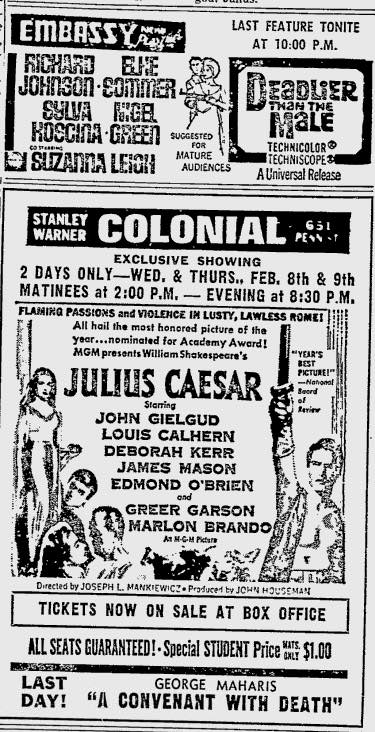 EMBASSY
LAST FEATURE TONITE
AT 10:00 P.M.
RICHARD JOHNSON · ELKE SOMMER
SYLVA KOSCINA · NIGEL GREEN
CO-STARRING
SUZANNA LEIGH
SUGGESTED
FOR
MATURE
AUDIENCES
DEADLIER
THAN THE
MALE
TECHNICOLOR®
TECHNISCOPE®
A Universal Release
STANLEY WARNER COLONIAL 651 PENN ST
EXCLUSIVE SHOWING
2 DAYS ONLY—WED. & THURS., FEB. 8th & 9th
MATINEES at 2:00 P.M. — EVENING at 8:30 P.M.
FLAMING PASSIONS and VIOLENCE IN LUSTY, LAWLESS ROME!
All hail the most honored picture of the
year...nominated for Academy Award!
MGM presents William Shakespeare's
"YEAR'S
BEST
PICTURE!"
—National
Board
of
Review
JULIUS CAESAR
Starring
JOHN GIELGUD
LOUIS CALHERN
DEBORAH KERR
JAMES MASON
EDMOND O'BRIEN
and
GREER GARSON
MARLON BRANDO
An M-G-M Picture
Directed by JOSEPH L. MANKIEWICZ • Produced by JOHN HOUSEMAN
TICKETS NOW ON SALE AT BOX OFFICE
ALL SEATS GUARANTEED! · Special STUDENT Price MATS. ONLY $1.00
LAST DAY!
GEORGE MAHARIS
"A CONVENANT WITH DEATH"